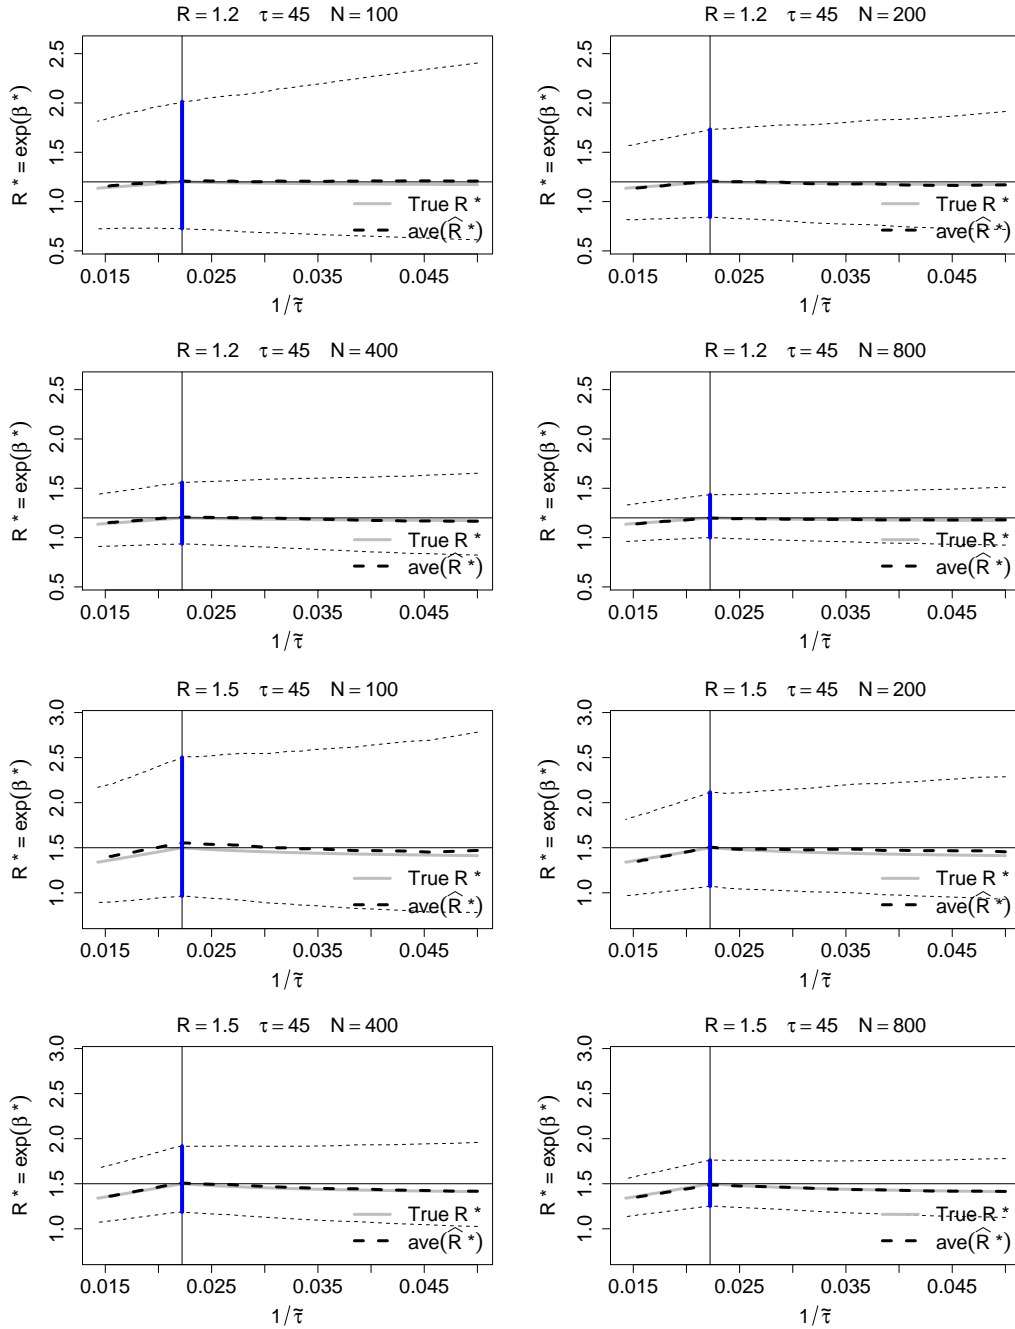 R = 1.2 τ = 45 N = 100
R* = exp(β*)
2.5
2.0
1.5
1.0
0.5
True R*
ave(R̂*)
0.015 0.025 0.035 0.045
1/τ̃
R = 1.2 τ = 45 N = 200
R* = exp(β*)
2.5
2.0
1.5
1.0
0.5
True R*
ave(R̂*)
0.015 0.025 0.035 0.045
1/τ̃
R = 1.2 τ = 45 N = 400
R* = exp(β*)
2.5
2.0
1.5
1.0
0.5
True R*
ave(R̂*)
0.015 0.025 0.035 0.045
1/τ̃
R = 1.2 τ = 45 N = 800
R* = exp(β*)
2.5
2.0
1.5
1.0
0.5
True R*
ave(R̂*)
0.015 0.025 0.035 0.045
1/τ̃
R = 1.5 τ = 45 N = 100
R* = exp(β*)
3.0
2.5
2.0
1.5
1.0
True R*
ave(R̂*)
0.015 0.025 0.035 0.045
1/τ̃
R = 1.5 τ = 45 N = 200
R* = exp(β*)
3.0
2.5
2.0
1.5
1.0
True R*
ave(R̂*)
0.015 0.025 0.035 0.045
1/τ̃
R = 1.5 τ = 45 N = 400
R* = exp(β*)
3.0
2.5
2.0
1.5
1.0
True R*
ave(R̂*)
0.015 0.025 0.035 0.045
1/τ̃
R = 1.5 τ = 45 N = 800
R* = exp(β*)
3.0
2.5
2.0
1.5
1.0
True R*
ave(R̂*)
0.015 0.025 0.035 0.045
1/τ̃